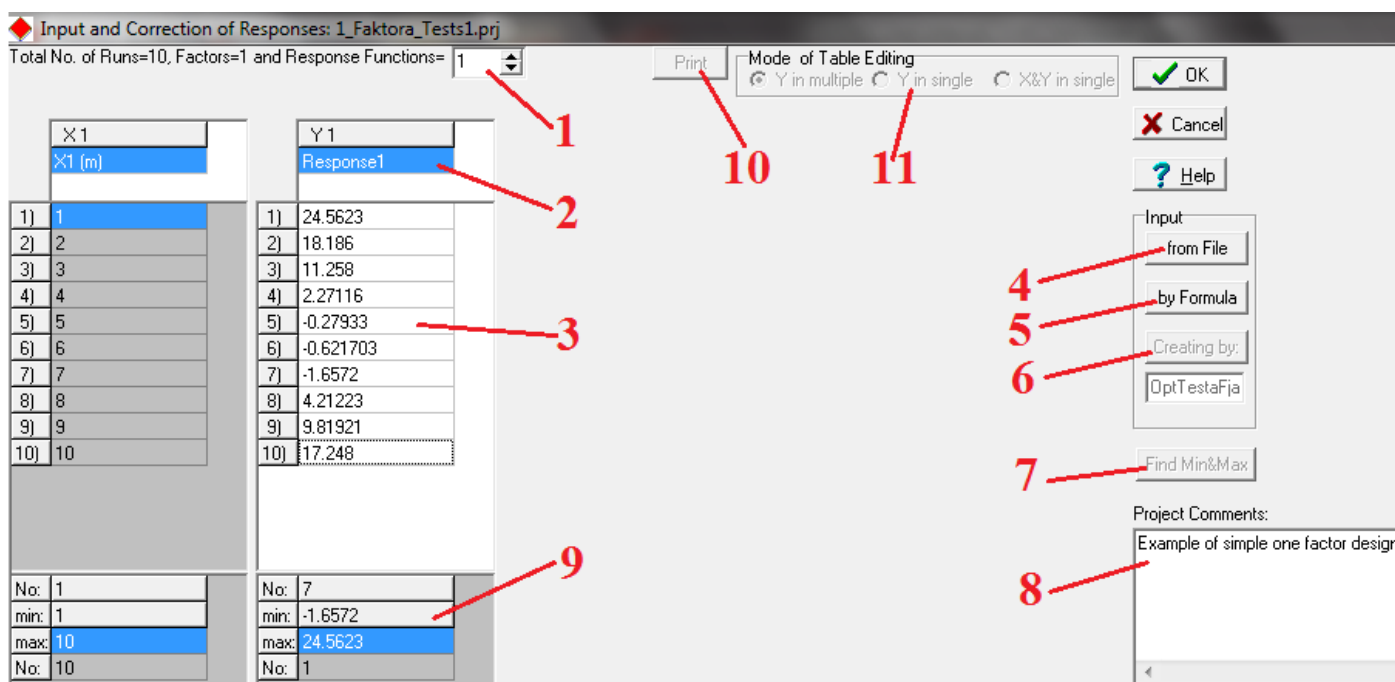 Input and Correction of Responses: 1_Faktora_Tests1.prj
Total No. of Runs=10, Factors=1 and Response Functions= 1
Print
Mode of Table Editing
Y in multiple Y in single X&Y in single
OK
Cancel
Help
1
10
11
X1 Y1
X1 (m) Response1
2
1) 1 1) 24.5623
2) 2 2) 18.186
3) 3 3) 11.258
4) 4 4) 2.27116
5) 5 5) -0.27933
6) 6 6) -0.621703
7) 7 7) -1.6572
8) 8 8) 4.21223
9) 9 9) 9.81921
10) 10 10) 17.248
3
Input
from File
4
by Formula
5
Creating by:
6
OptTestaFja
Find Min&Max
7
Project Comments:
Example of simple one factor design
8
9
No: 1 No: 7
min: 1 min: -1.6572
max: 10 max: 24.5623
No: 10 No: 1